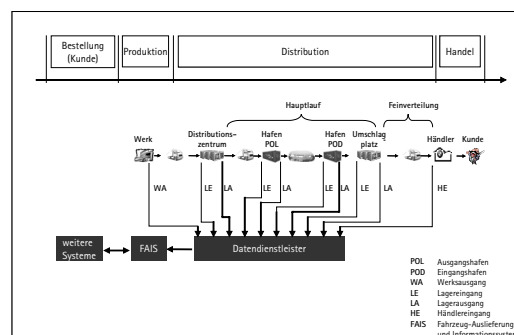 Bestellung
(Kunde)
Produktion
Distribution
Handel
Hauptlauf
Feinverteilung
Werk
Distributions-
zentrum
Hafen
POL
Hafen
POD
Umschlag
platz
Händler
Kunde
WA
LE
LA
LE
LA
LE
LA
LE
LA
HE
weitere
Systeme
FAIS
Datendienstleister
POL Ausgangshafen
POD Eingangshafen
WA Werksausgang
LE Lagereingang
LA Lagerausgang
HE Händlereingang
FAIS Fahrzeug-Auslieferung
und Informationssystem